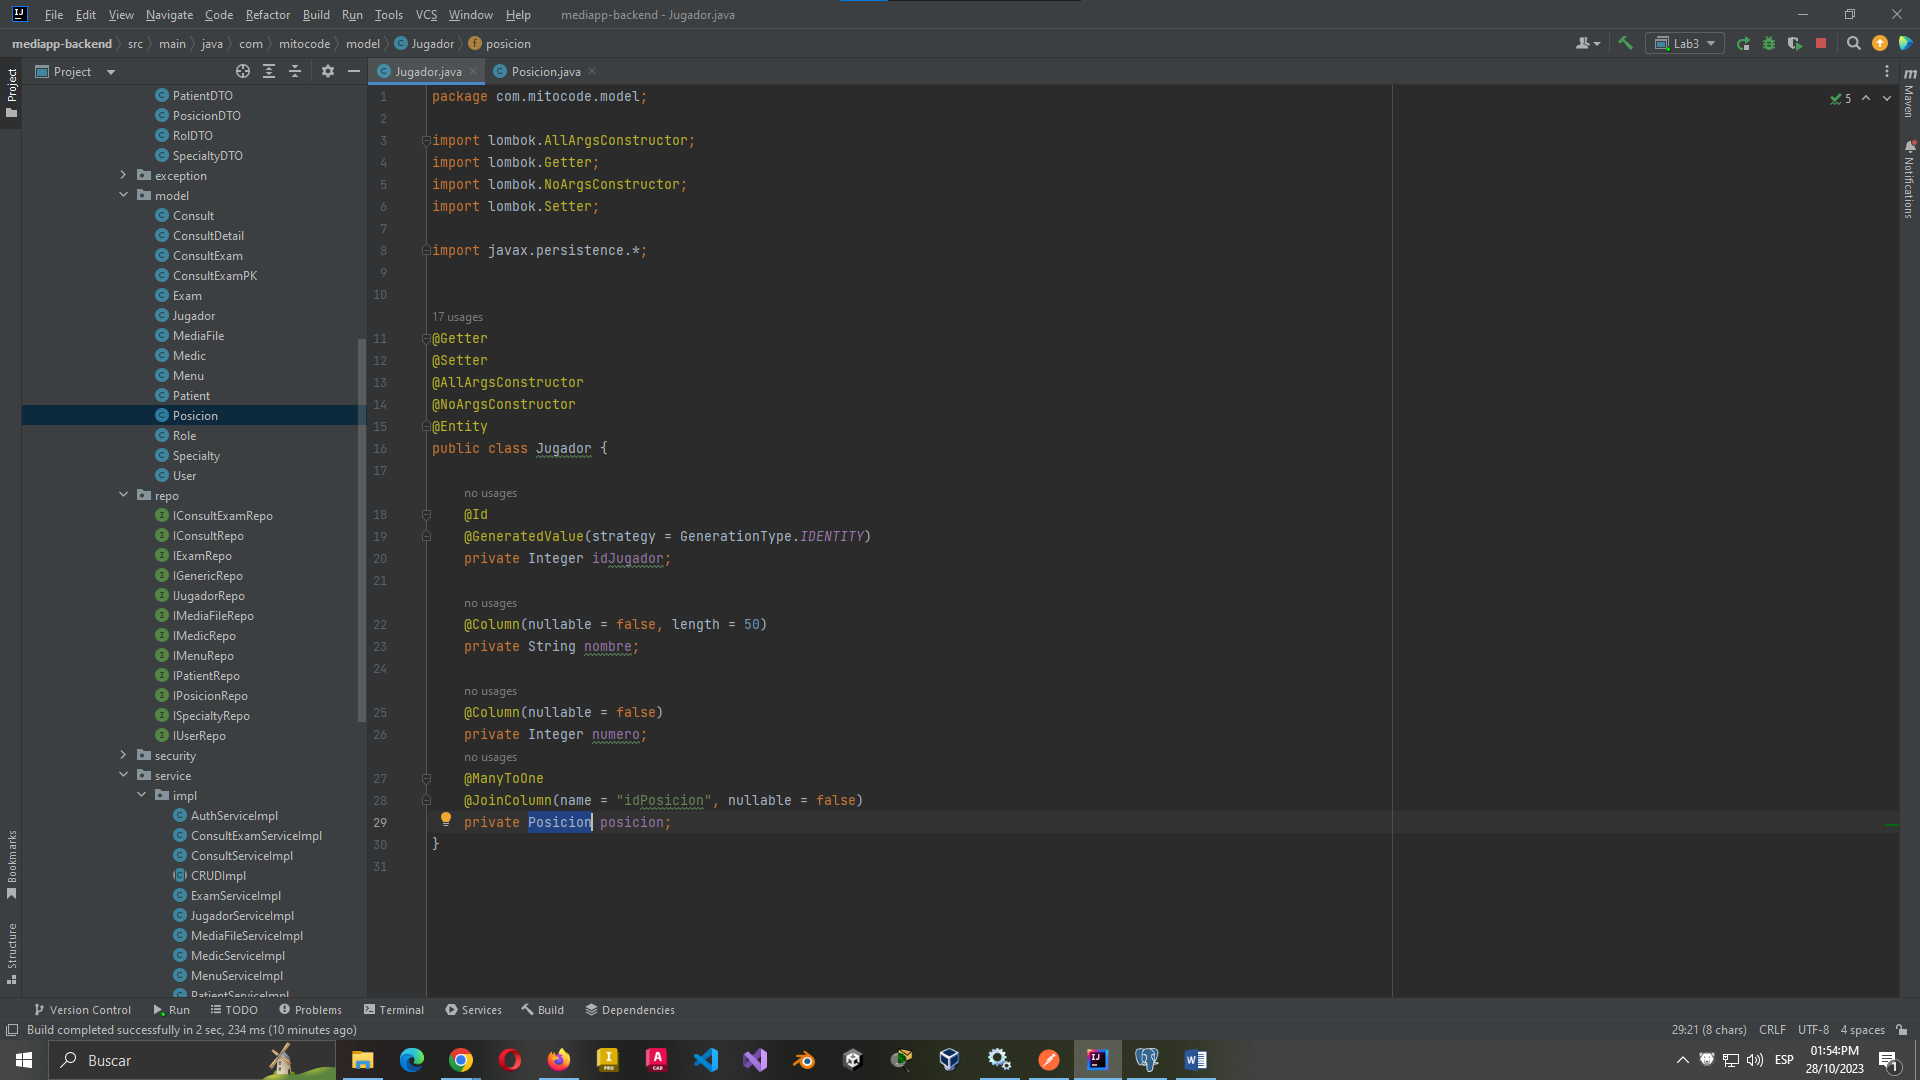 File Edit View Navigate Code Refactor Build Run Tools VCS Window Help mediapp-backend - Jugador.java
mediapp-backend src main java com mitocode model Jugador posicion Lab3
Project
Jugador.java Posicion.java
Project
PatientDTO
PosicionDTO
RolDTO
SpecialtyDTO
exception
model
Consult
ConsultDetail
ConsultExam
ConsultExamPK
Exam
Jugador
MediaFile
Medic
Menu
Patient
Posicion
Role
Specialty
User
repo
IConsultExamRepo
IConsultRepo
IExamRepo
IGenericRepo
IJugadorRepo
IMediaFileRepo
IMedicRepo
IMenuRepo
IPatientRepo
IPosicionRepo
ISpecialtyRepo
IUserRepo
security
service
impl
AuthServiceImpl
ConsultExamServiceImpl
ConsultServiceImpl
CRUDImpl
ExamServiceImpl
JugadorServiceImpl
MediaFileServiceImpl
MedicServiceImpl
MenuServiceImpl
PatientServiceImpl
Bookmarks
Structure
1 package com.mitocode.model;
2
3 import lombok.AllArgsConstructor;
4 import lombok.Getter;
5 import lombok.NoArgsConstructor;
6 import lombok.Setter;
7
8 import javax.persistence.*;
9
10
17 usages
11 @Getter
12 @Setter
13 @AllArgsConstructor
14 @NoArgsConstructor
15 @Entity
16 public class Jugador {
17
no usages
18 @Id
19 @GeneratedValue(strategy = GenerationType.IDENTITY)
20 private Integer idJugador;
21
no usages
22 @Column(nullable = false, length = 50)
23 private String nombre;
24
no usages
25 @Column(nullable = false)
26 private Integer numero;
no usages
27 @ManyToOne
28 @JoinColumn(name = "idPosicion", nullable = false)
29 private Posicion posicion;
30 }
31
5
m
Maven
Notifications
Version Control Run TODO Problems Terminal Services Build Dependencies
Build completed successfully in 2 sec, 234 ms (10 minutes ago) 29:21 (8 chars) CRLF UTF-8 4 spaces
Buscar ESP 01:54:PM
28/10/2023
1